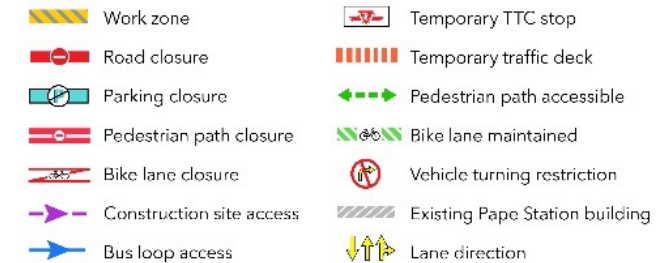 Work zone
Road closure
Parking closure
Pedestrian path closure
Bike lane closure
Construction site access
Bus loop access
Temporary TTC stop
Temporary traffic deck
Pedestrian path accessible
Bike lane maintained
Vehicle turning restriction
Existing Pape Station building
Lane direction